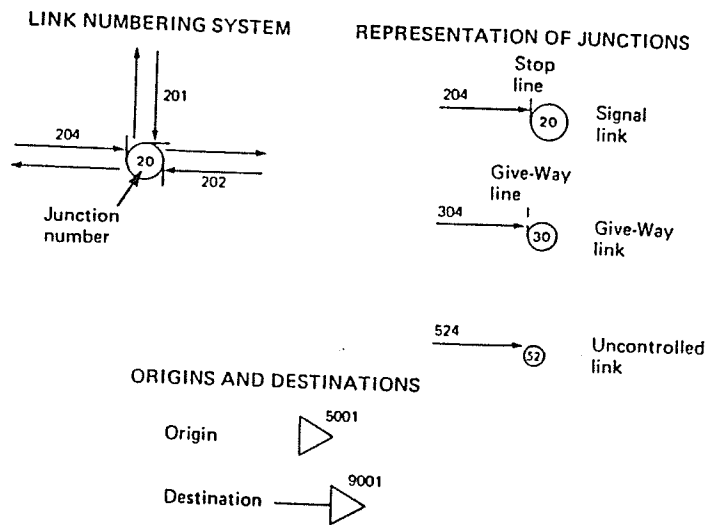 LINK NUMBERING SYSTEM
201
204
20
202
Junction
number
REPRESENTATION OF JUNCTIONS
Stop
line
204
20
Signal
link
Give-Way
line
304
30
Give-Way
link
524
52
Uncontrolled
link
ORIGINS AND DESTINATIONS
Origin
5001
Destination
9001